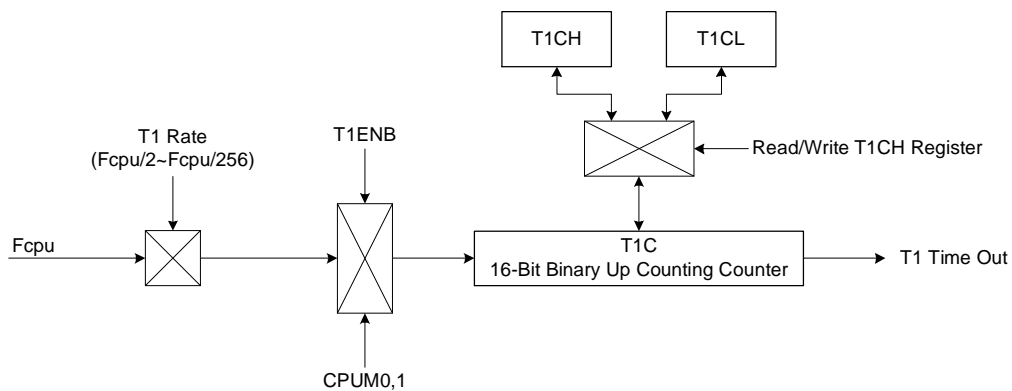 T1CH
T1CL
T1 Rate
(Fcpu/2~Fcpu/256)
T1ENB
Read/Write T1CH Register
Fcpu
T1C
16-Bit Binary Up Counting Counter
T1 Time Out
CPUM0,1